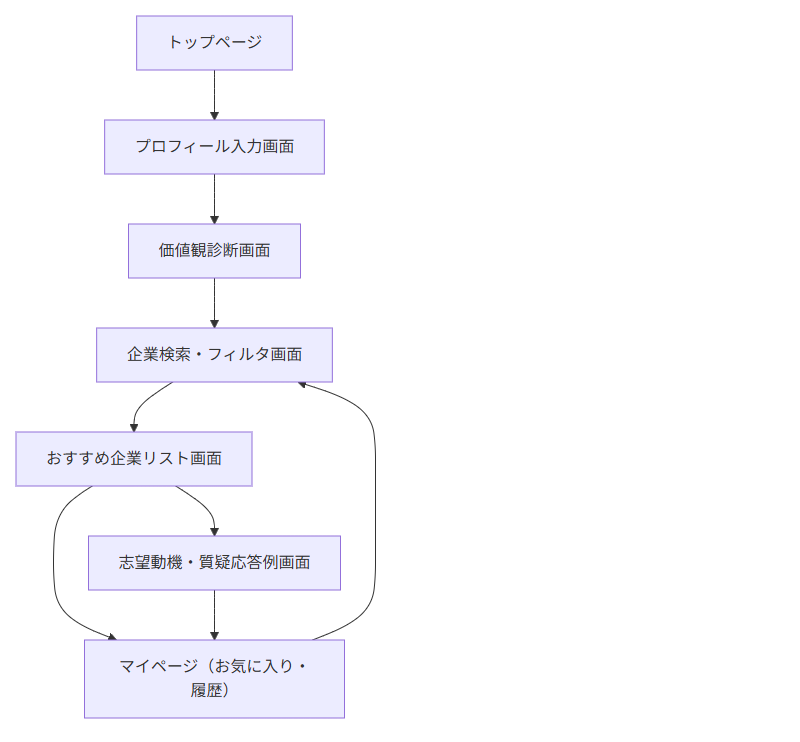 トップページ
プロフィール入力画面
価値観診断画面
企業検索・フィルタ画面
おすすめ企業リスト画面
志望動機・質疑応答例画面
マイページ（お気に入り・
履歴）